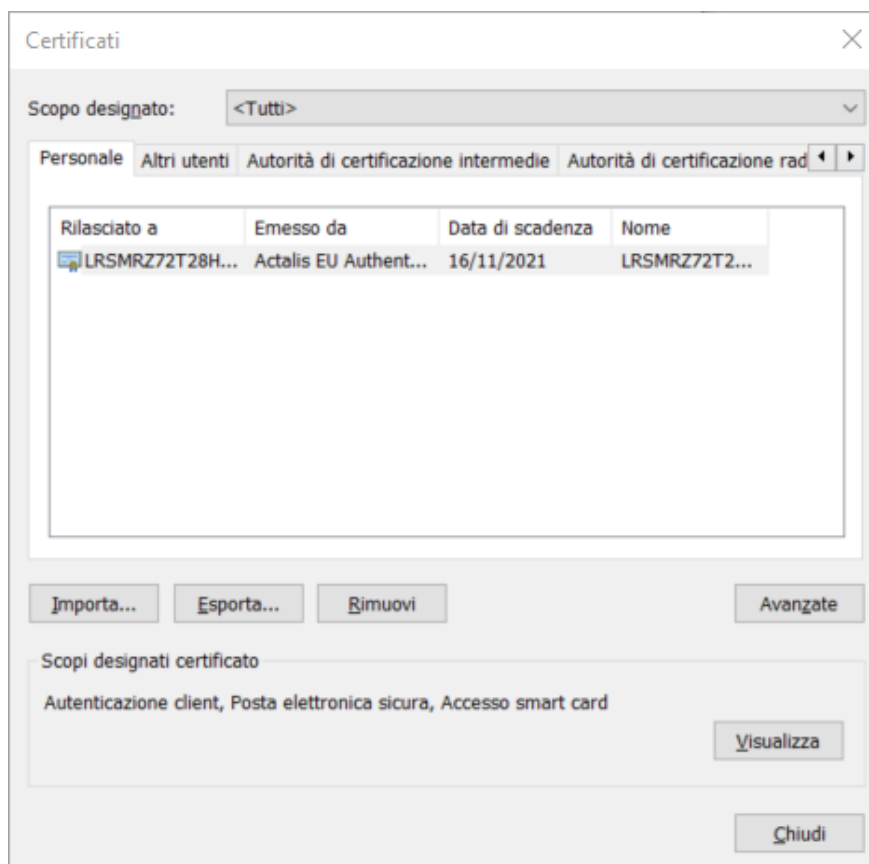 Certificati
Scopo designato: <Tutti>
Personale Altri utenti Autorità di certificazione intermedie Autorità di certificazione rad
Rilasciato a Emesso da Data di scadenza Nome
LRSMRZ72T28H... Actalis EU Authent... 16/11/2021 LRSMRZ72T2...
Importa... Esporta... Rimuovi Avanzate
Scopi designati certificato
Autenticazione client, Posta elettronica sicura, Accesso smart card
Visualizza
Chiudi